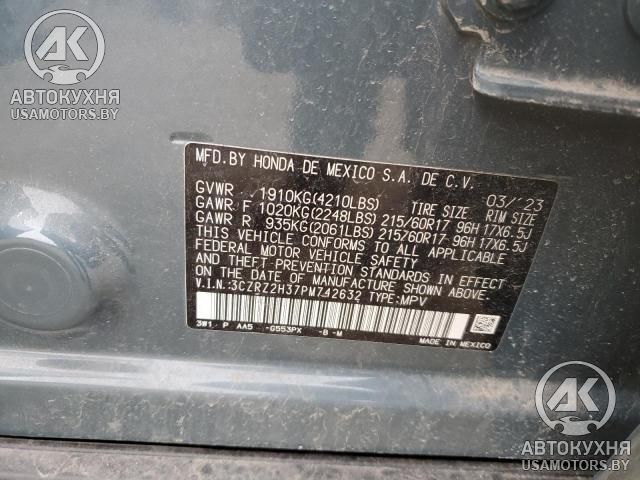 AK
АВТОКУХНЯ
USAMOTORS.BY
MFD.BY HONDA DE MEXICO S.A. DE C.V.
03/'23
GVWR 1910KG(4210LBS) TIRE SIZE RIM SIZE
GAWR F 1020KG(2248LBS) 215/60R17 96H 17X6.5J
GAWR R 935KG(2061LBS) 215/60R17 96H 17X6.5J
THIS VEHICLE CONFORMS TO ALL APPLICABLE
FEDERAL MOTOR VEHICLE SAFETY
AND THEFT-PREVENTION STANDARDS IN EFFECT
ON THE DATE OF MANUFACTURE SHOWN ABOVE.
V.I.N.:3CZRZ2H37PM742632 TYPE:MPV
3W1 P AA5 -G553PX -B-M MADE IN MEXICO
AK
АВТОКУХНЯ
USAMOTORS.BY